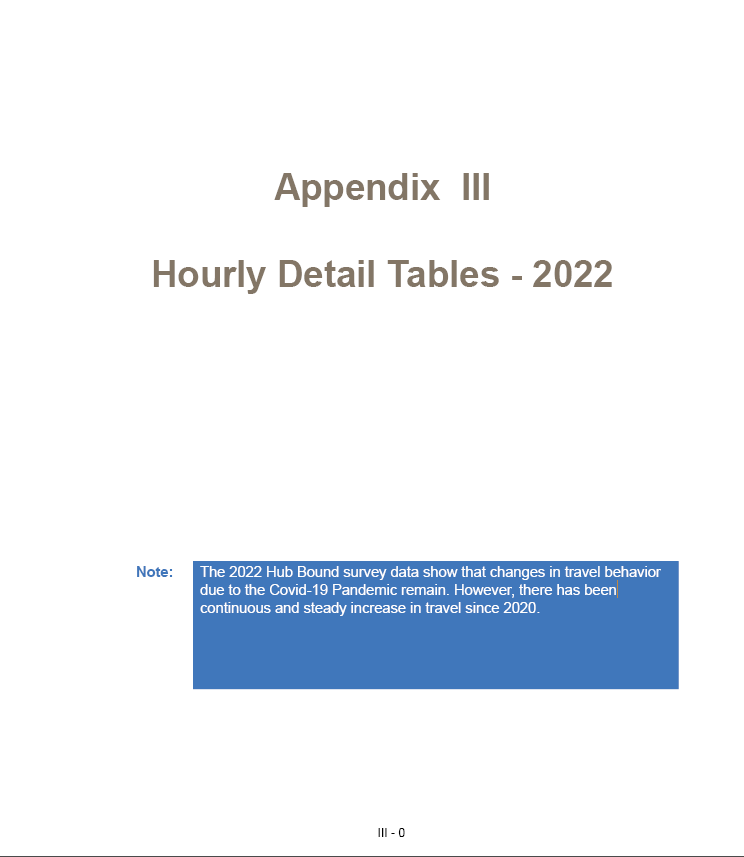 Appendix III
Hourly Detail Tables - 2022
Note:
The 2022 Hub Bound survey data show that changes in travel behavior
due to the Covid-19 Pandemic remain. However, there has been
continuous and steady increase in travel since 2020.
III - 0